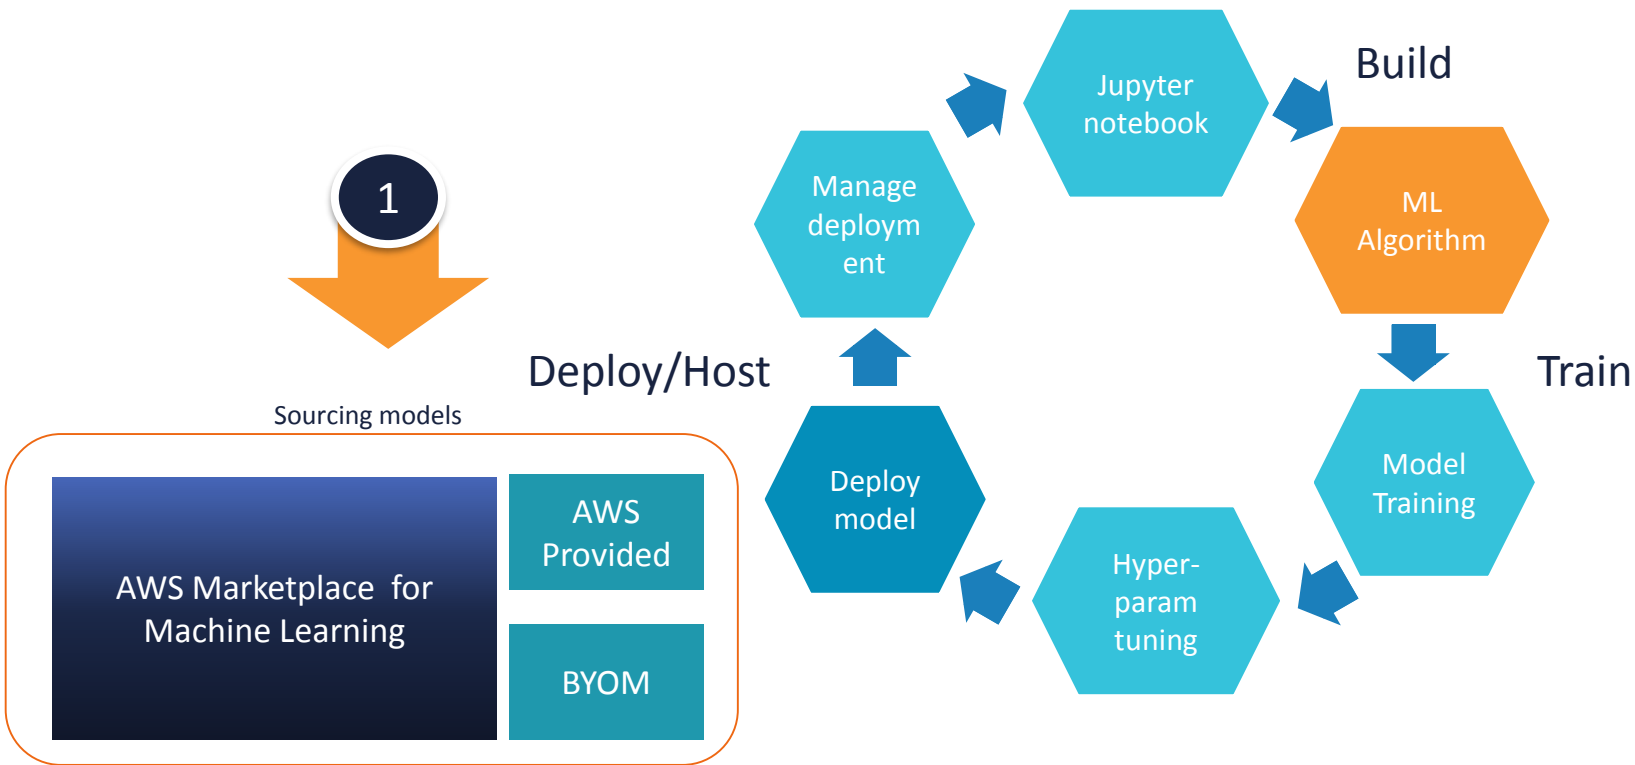 Jupyter
notebook
Build
ML
Algorithm
Train
Model
Training
Hyper-
param
tuning
Deploy
model
Deploy/Host
Manage
deploym
ent
1
Sourcing models
AWS Marketplace  for
Machine Learning
AWS
Provided
BYOM